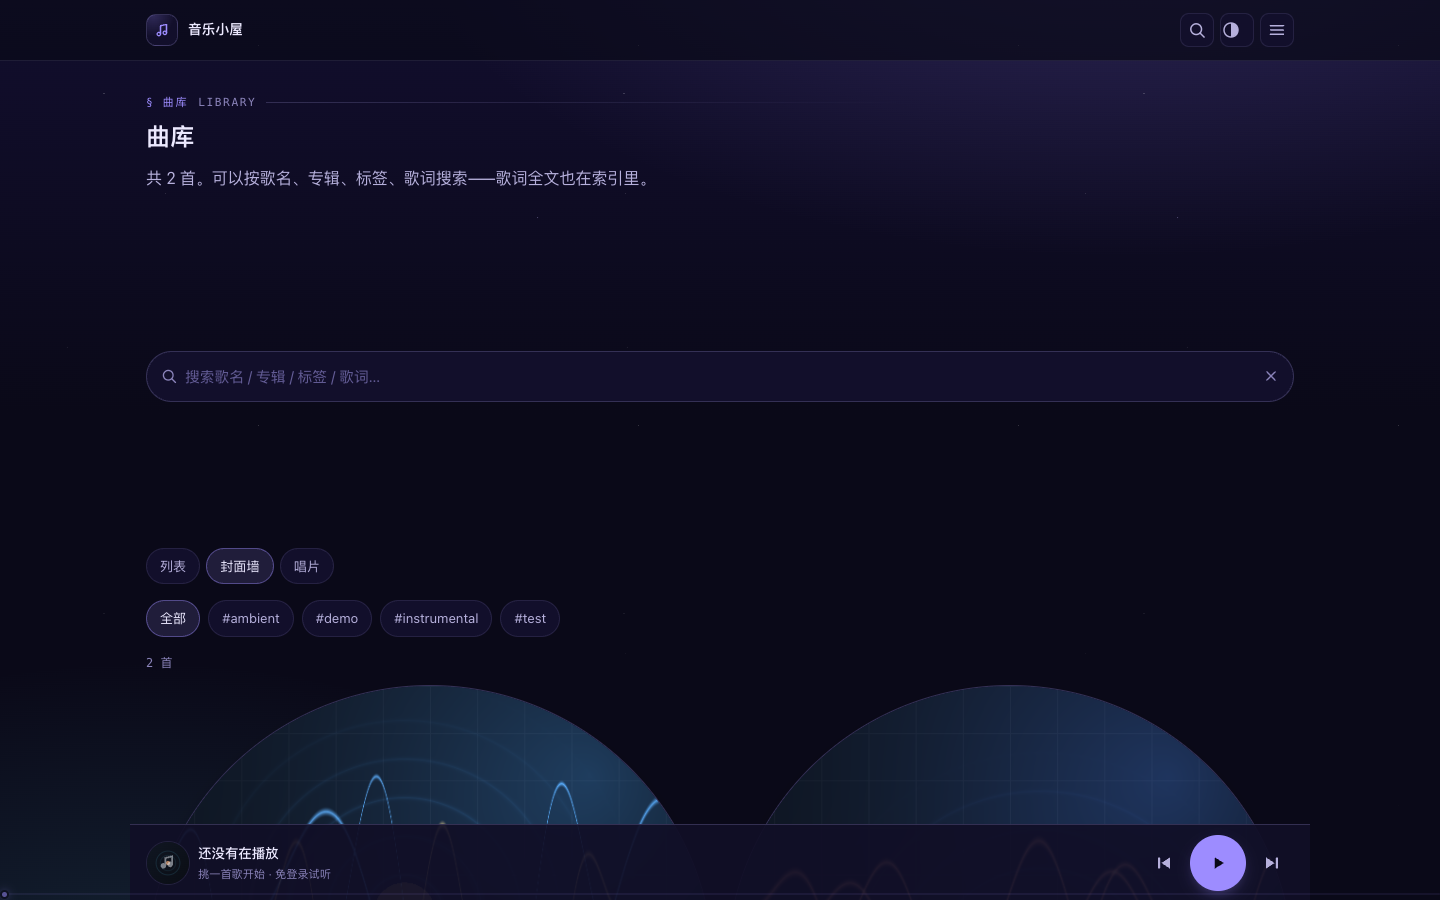 音乐小屋
§ 曲库 LIBRARY
曲库
共 2 首。可以按歌名、专辑、标签、歌词搜索——歌词全文也在索引里。
搜索歌名 / 专辑 / 标签 / 歌词...
列表 封面墙 唱片
全部 #ambient #demo #instrumental #test
2 首
还没有在播放
挑一首歌开始 · 免登录试听